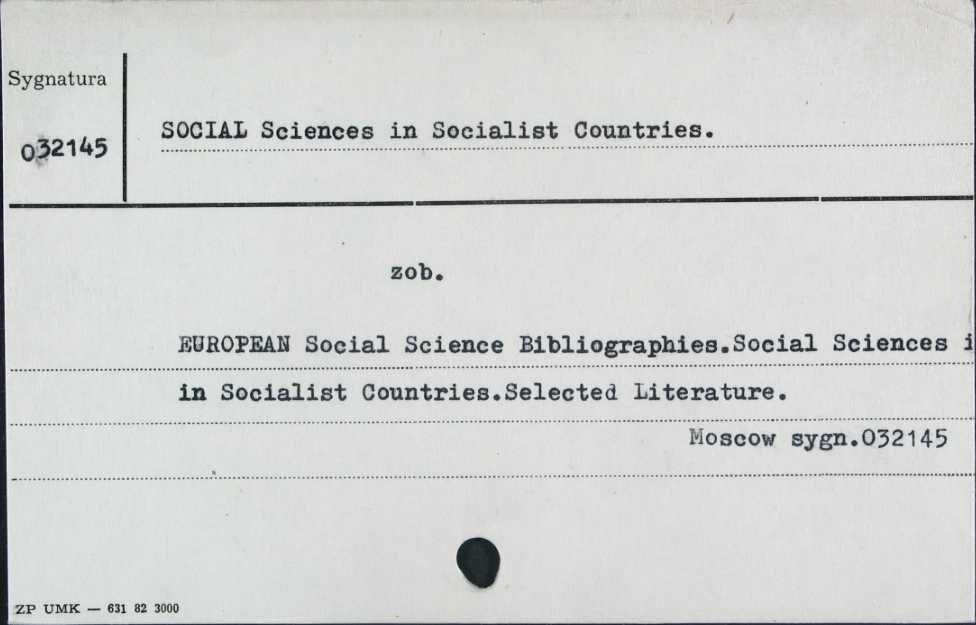 Sygnatura
032145
SOCIAL Sciences in Socialist Countries.
zob.
EUROPEAN Social Science Bibliographies.Social Sciences i
in Socialist Countries.Selected Literature.
Moscow sygn.032145
ZP UMK — 631 82 3000